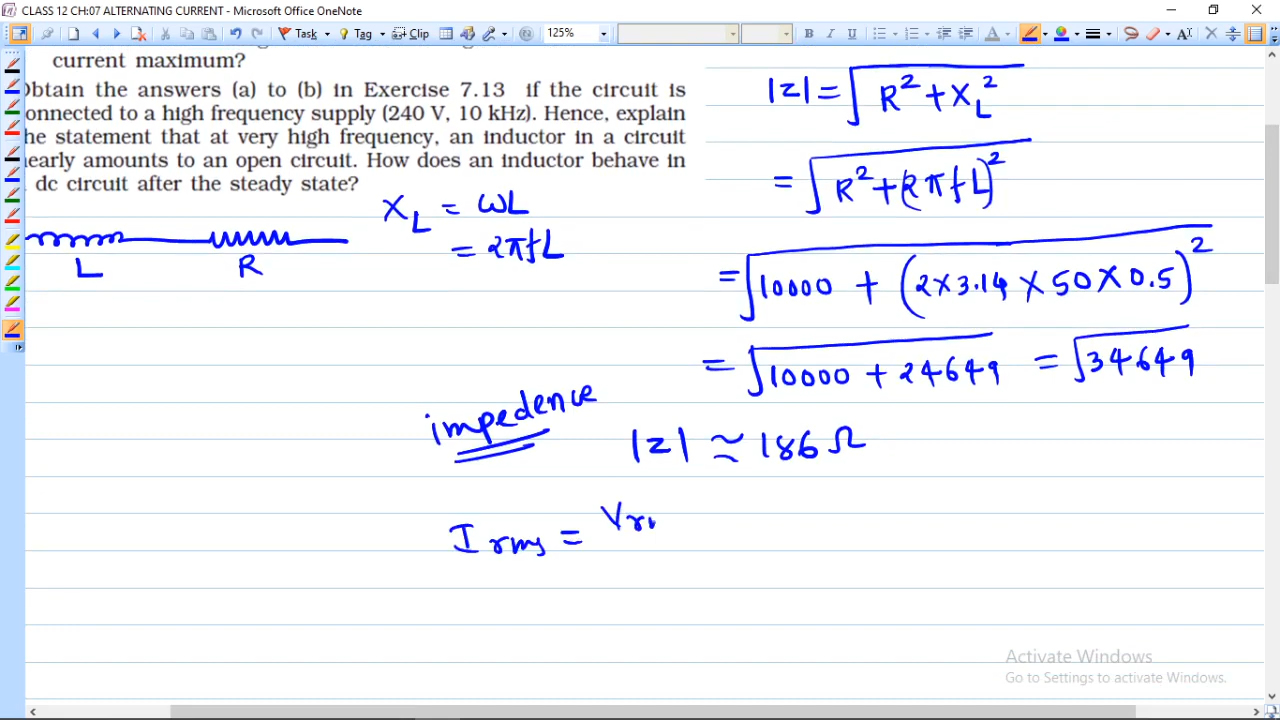 CLASS 12 CH:07 ALTERNATING CURRENT - Microsoft Office OneNote
Task Tag Clip 125% B I U
current maximum?
btain the answers (a) to (b) in Exercise 7.13 if the circuit is
onnected to a high frequency supply (240 V, 10 kHz). Hence, explain
he statement that at very high frequency, an inductor in a circuit
early amounts to an open circuit. How does an inductor behave in
dc circuit after the steady state?
L R
X_L = ωL
= 2πfL
|z| = √(R² + X_L²)
= √(R² + (2πfL)²)
= √(10000 + (2×3.14 × 50 × 0.5)²)
= √(10000 + 24649) = √34649
impedence
|z| ≈ 186 Ω
I rms = Vr
Activate Windows
Go to Settings to activate Windows.